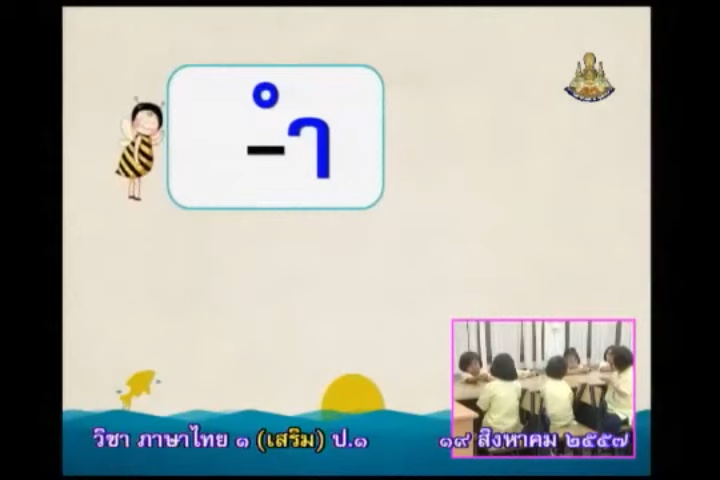 -ำ
วิชา ภาษาไทย ๑ (เสริม) ป.๑ ๑๙ สิงหาคม ๒๕๕๗